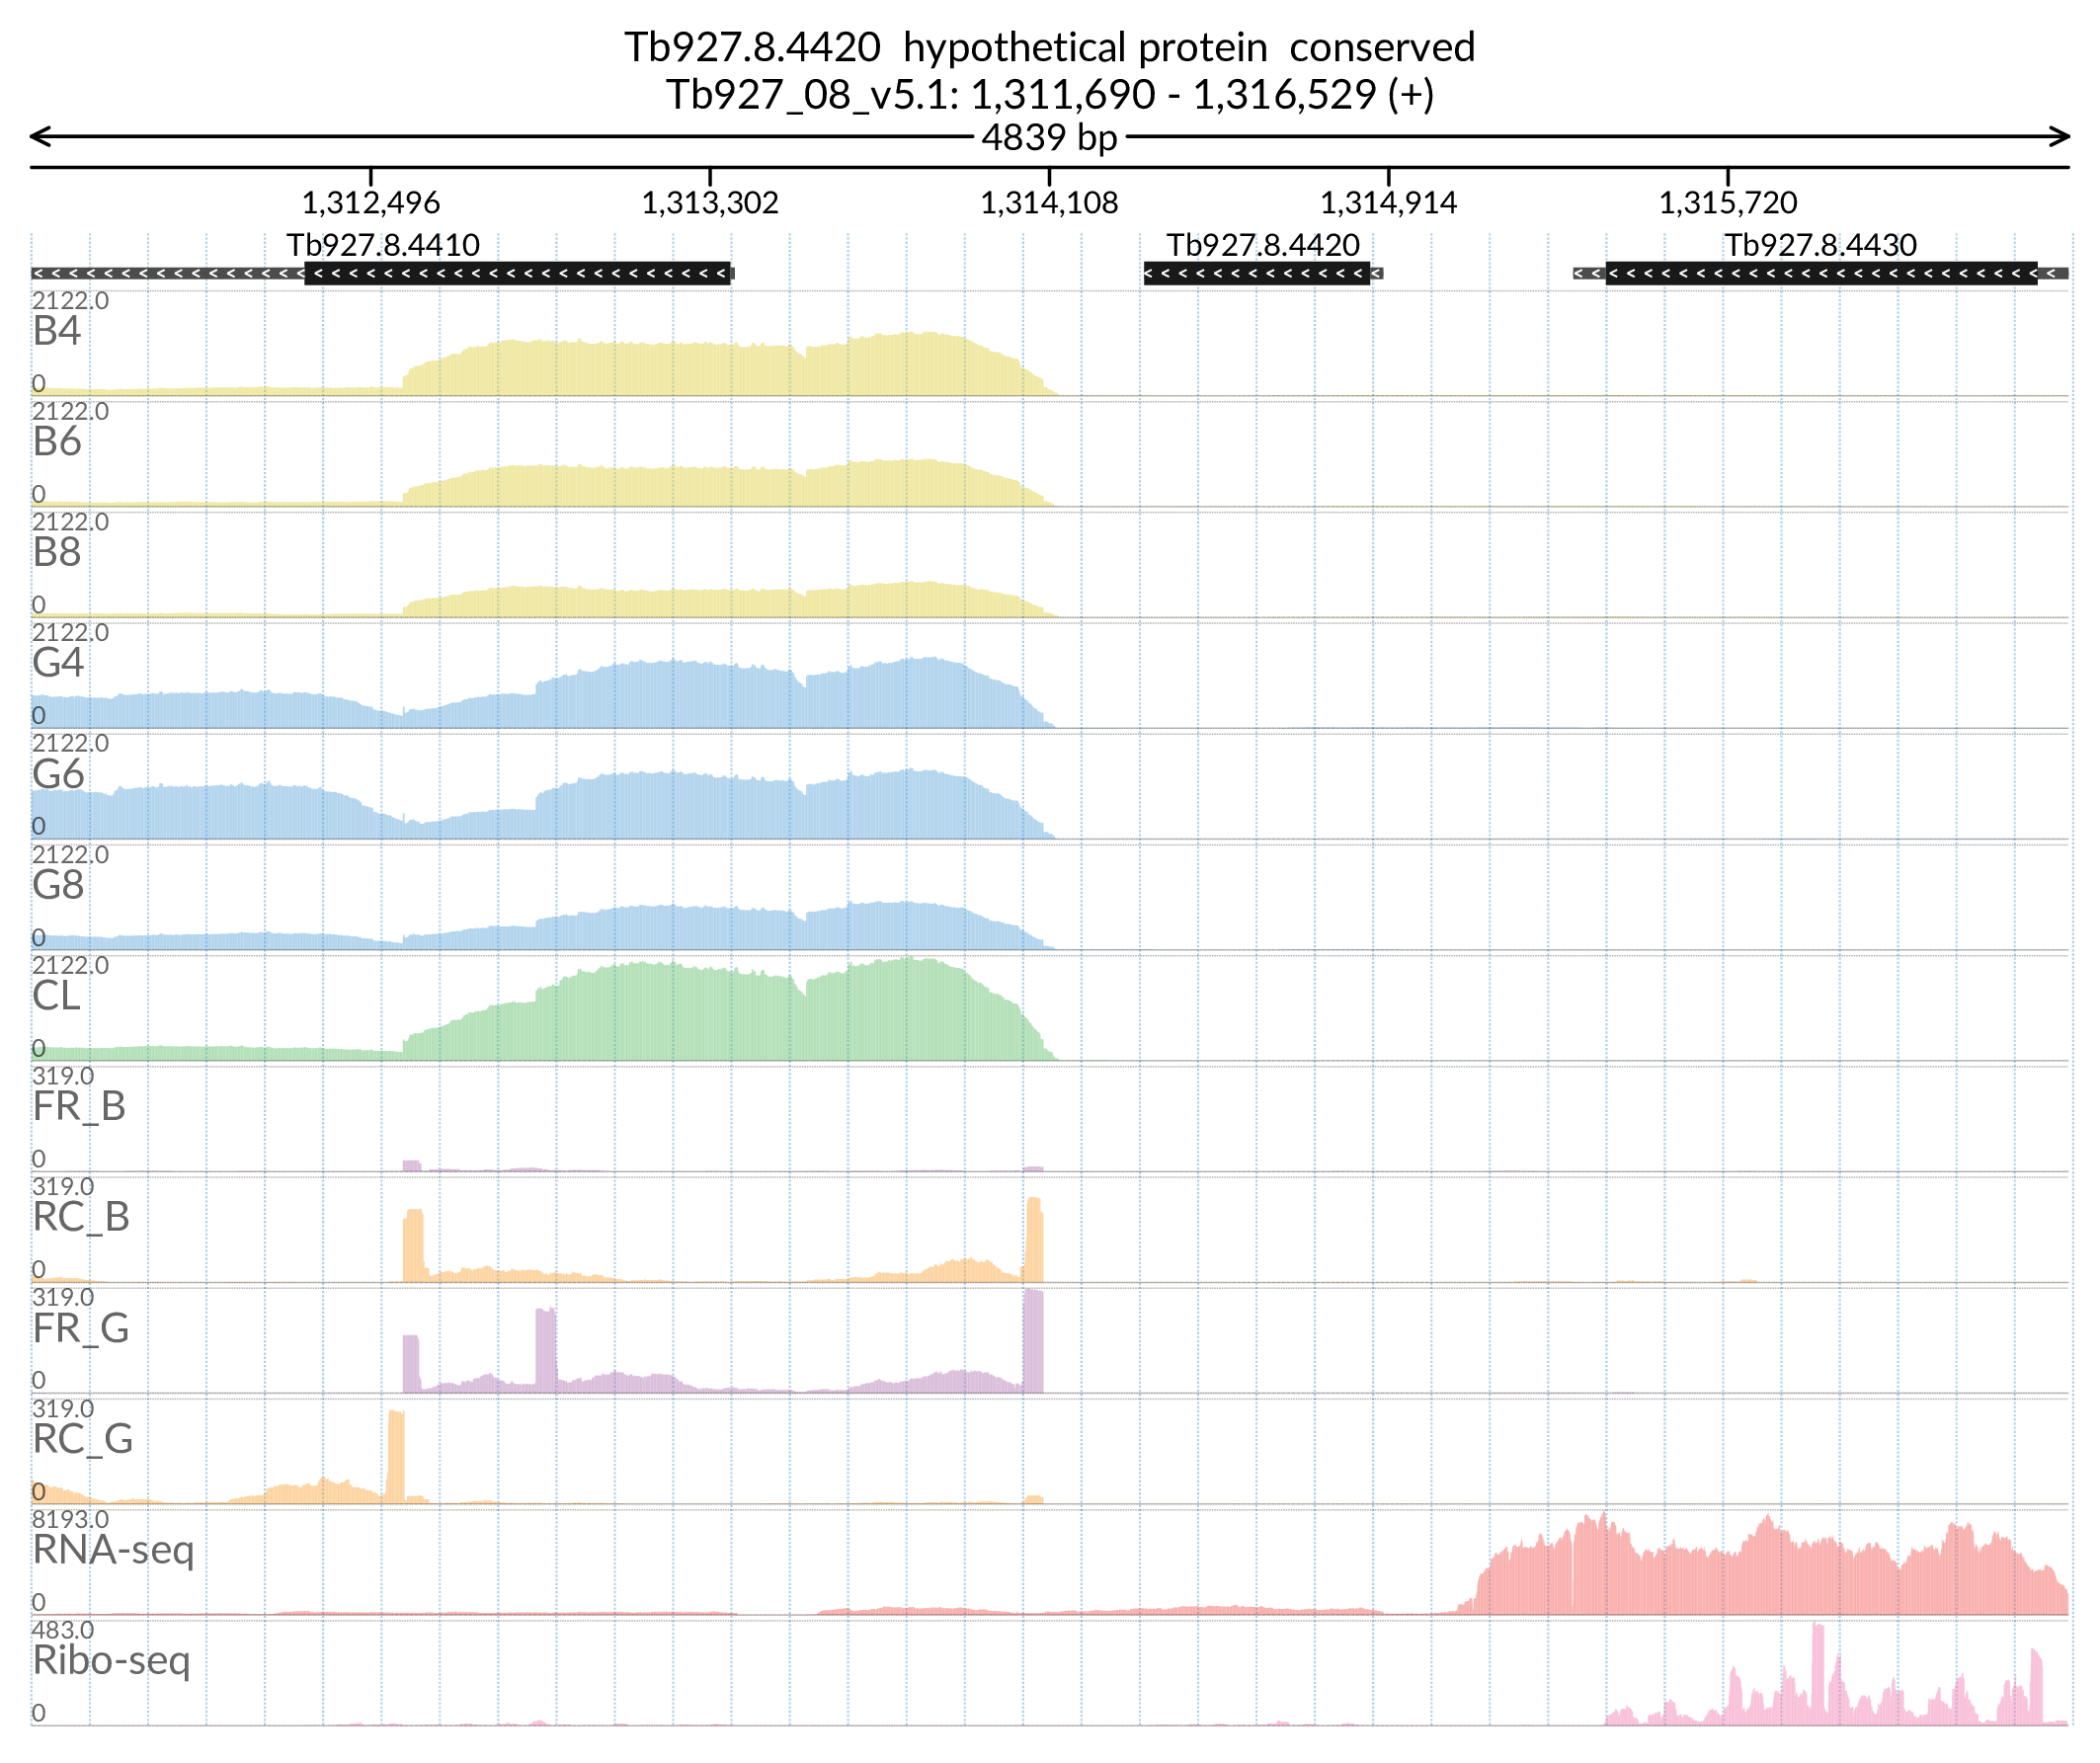 Tb927.8.4420 hypothetical protein conserved
Tb927_08_v5.1: 1,311,690 - 1,316,529 (+)
4839 bp
1,312,496 1,313,302 1,314,108 1,314,914 1,315,720
Tb927.8.4410 Tb927.8.4420 Tb927.8.4430
2122.0
B4
0
2122.0
B6
0
2122.0
B8
0
2122.0
G4
0
2122.0
G6
0
2122.0
G8
0
2122.0
CL
0
319.0
FR_B
0
319.0
RC_B
0
319.0
FR_G
0
319.0
RC_G
0
8193.0
RNA-seq
0
483.0
Ribo-seq
0